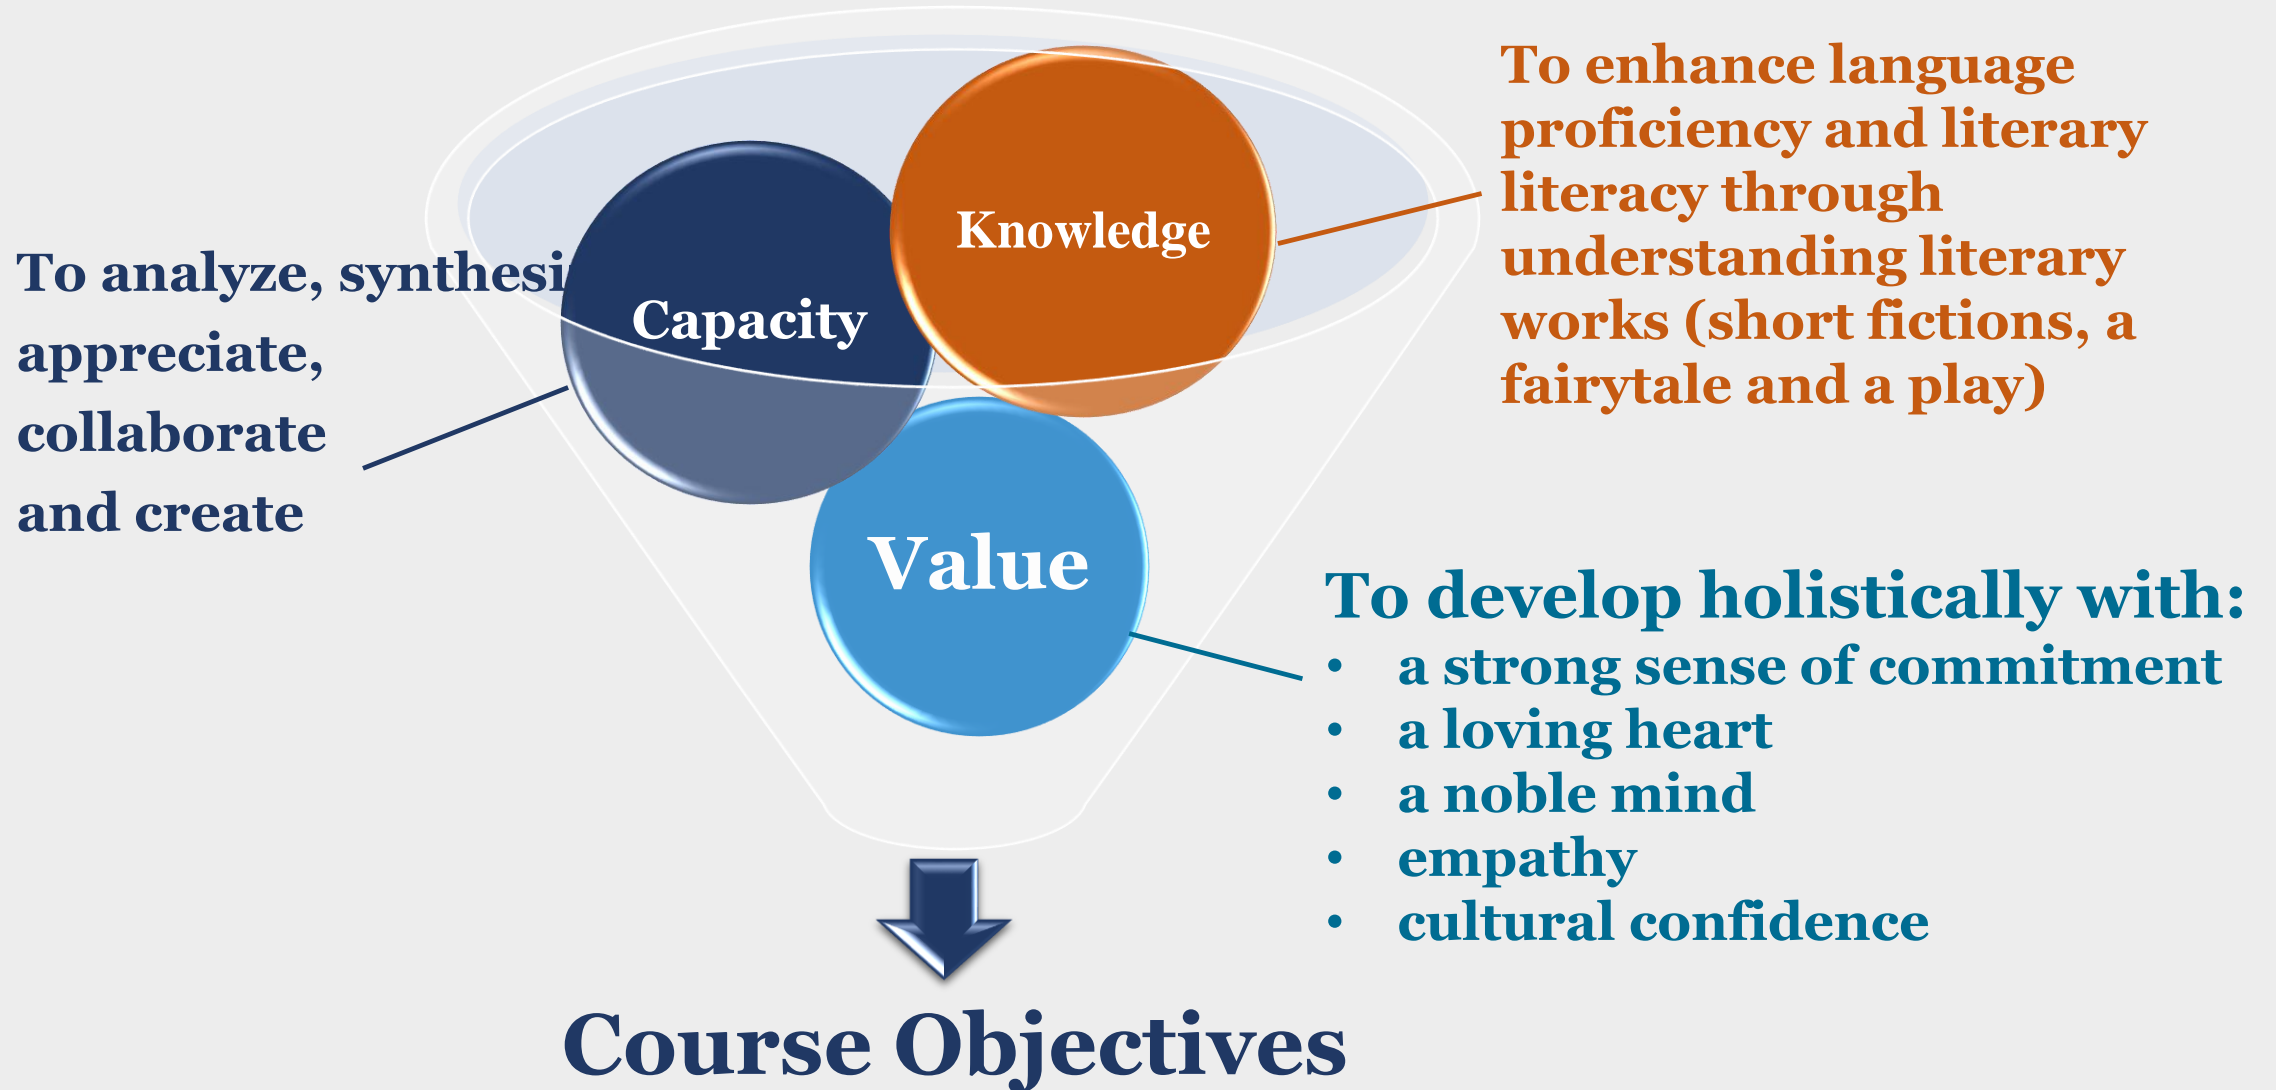 To analyze,
appreciate,
collaborate
and create
Capacity
Knowledge
Value
To enhance language
proficiency and literary
literacy through
understanding literary
works (short fictions, a
fairytale and a play)
To develop holistically with:
• a strong sense of commitment
• a loving heart
• a noble mind
• empathy
• cultural confidence
Course Objectives